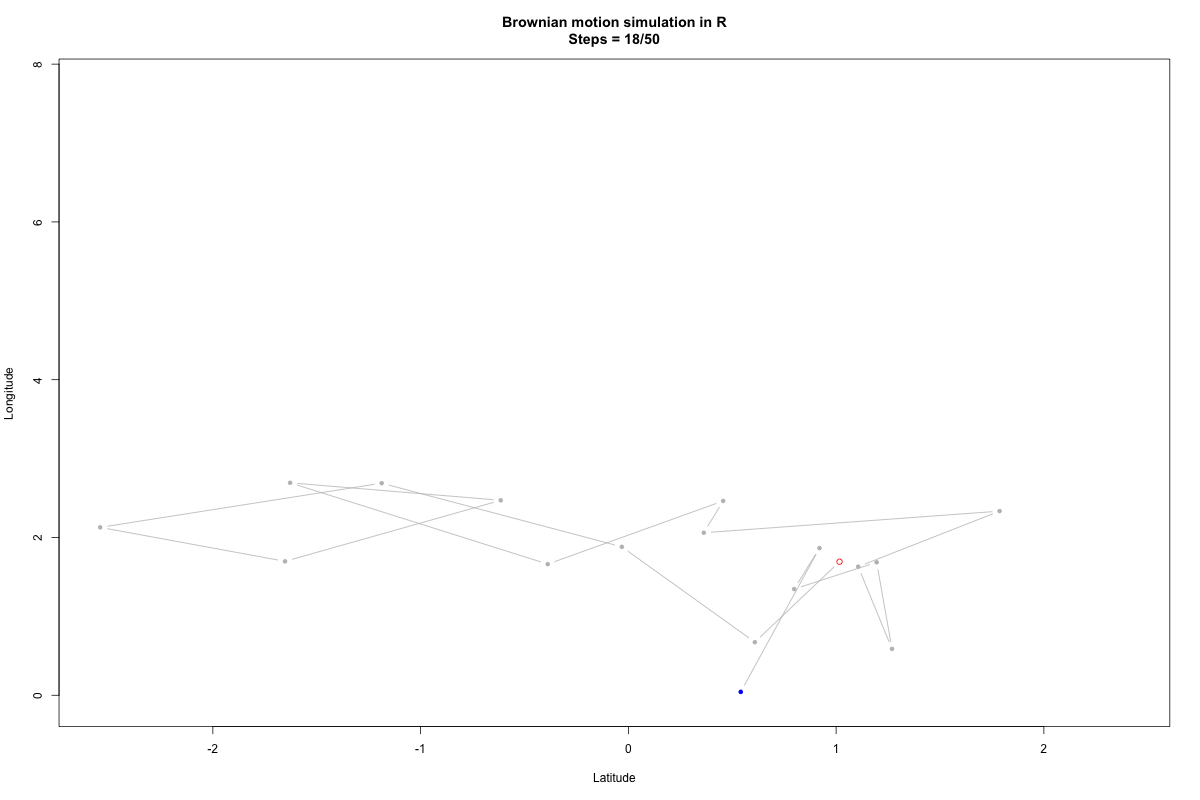 Brownian motion simulation in R
Steps = 18/50
8
6
4
2
0
Longitude
-2
-1
0
1
2
Latitude